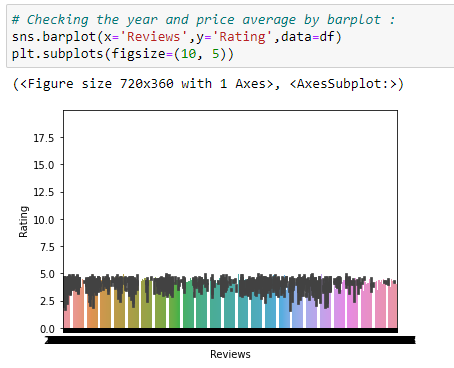 # Checking the year and price average by barplot :
sns.barplot(x='Reviews',y='Rating',data=df)
plt.subplots(figsize=(10, 5))
(<Figure size 720x360 with 1 Axes>, <AxesSubplot:>)
17.5
15.0
12.5
10.0
7.5
5.0
2.5
0.0
Rating
Reviews